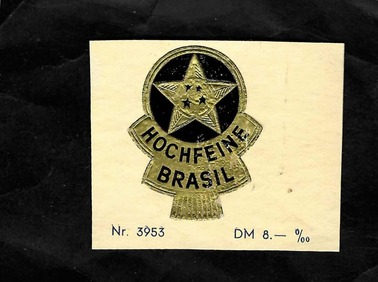 HOCHFEINE
BRASIL
Nr. 3953 DM 8.— ‰